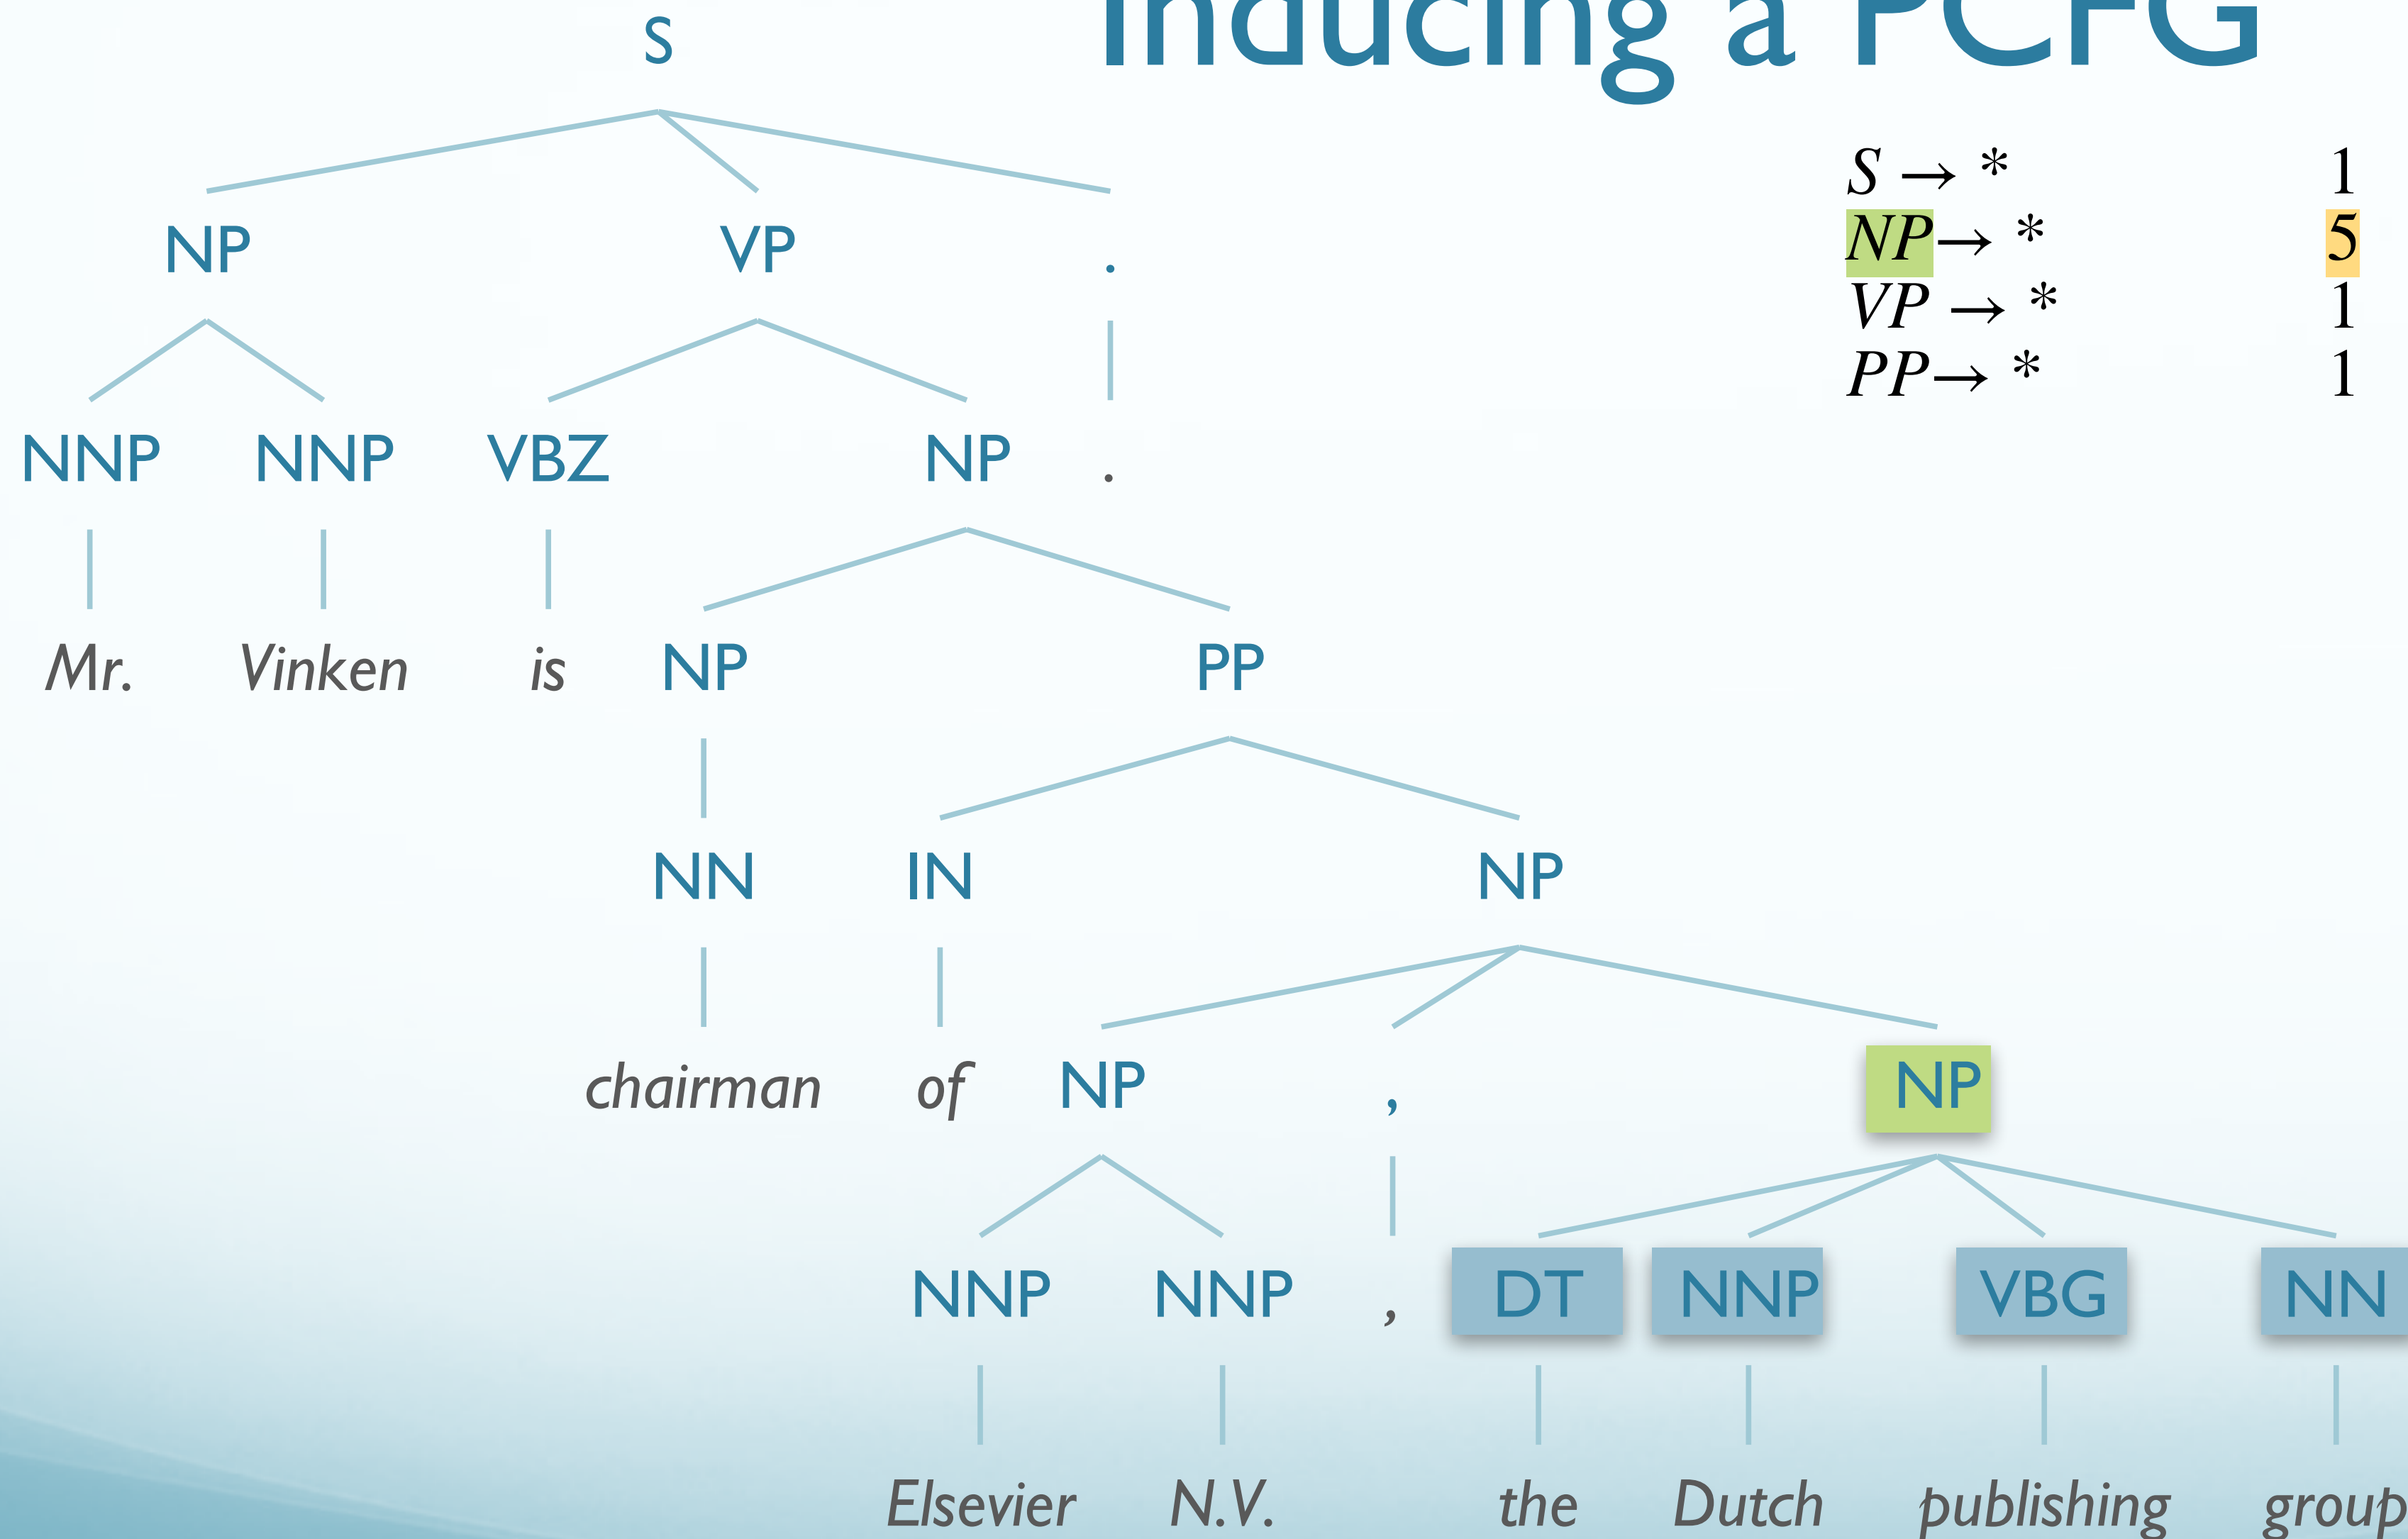 Inducing a PCFG
S
S → * 1
NP → * 5
VP → * 1
PP → * 1
NP VP .
NNP NNP VBZ NP .
Mr. Vinken is NP PP
NN IN NP
chairman of NP , NP
NNP NNP , DT NNP VBG NN
Elsevier N.V. the Dutch publishing group